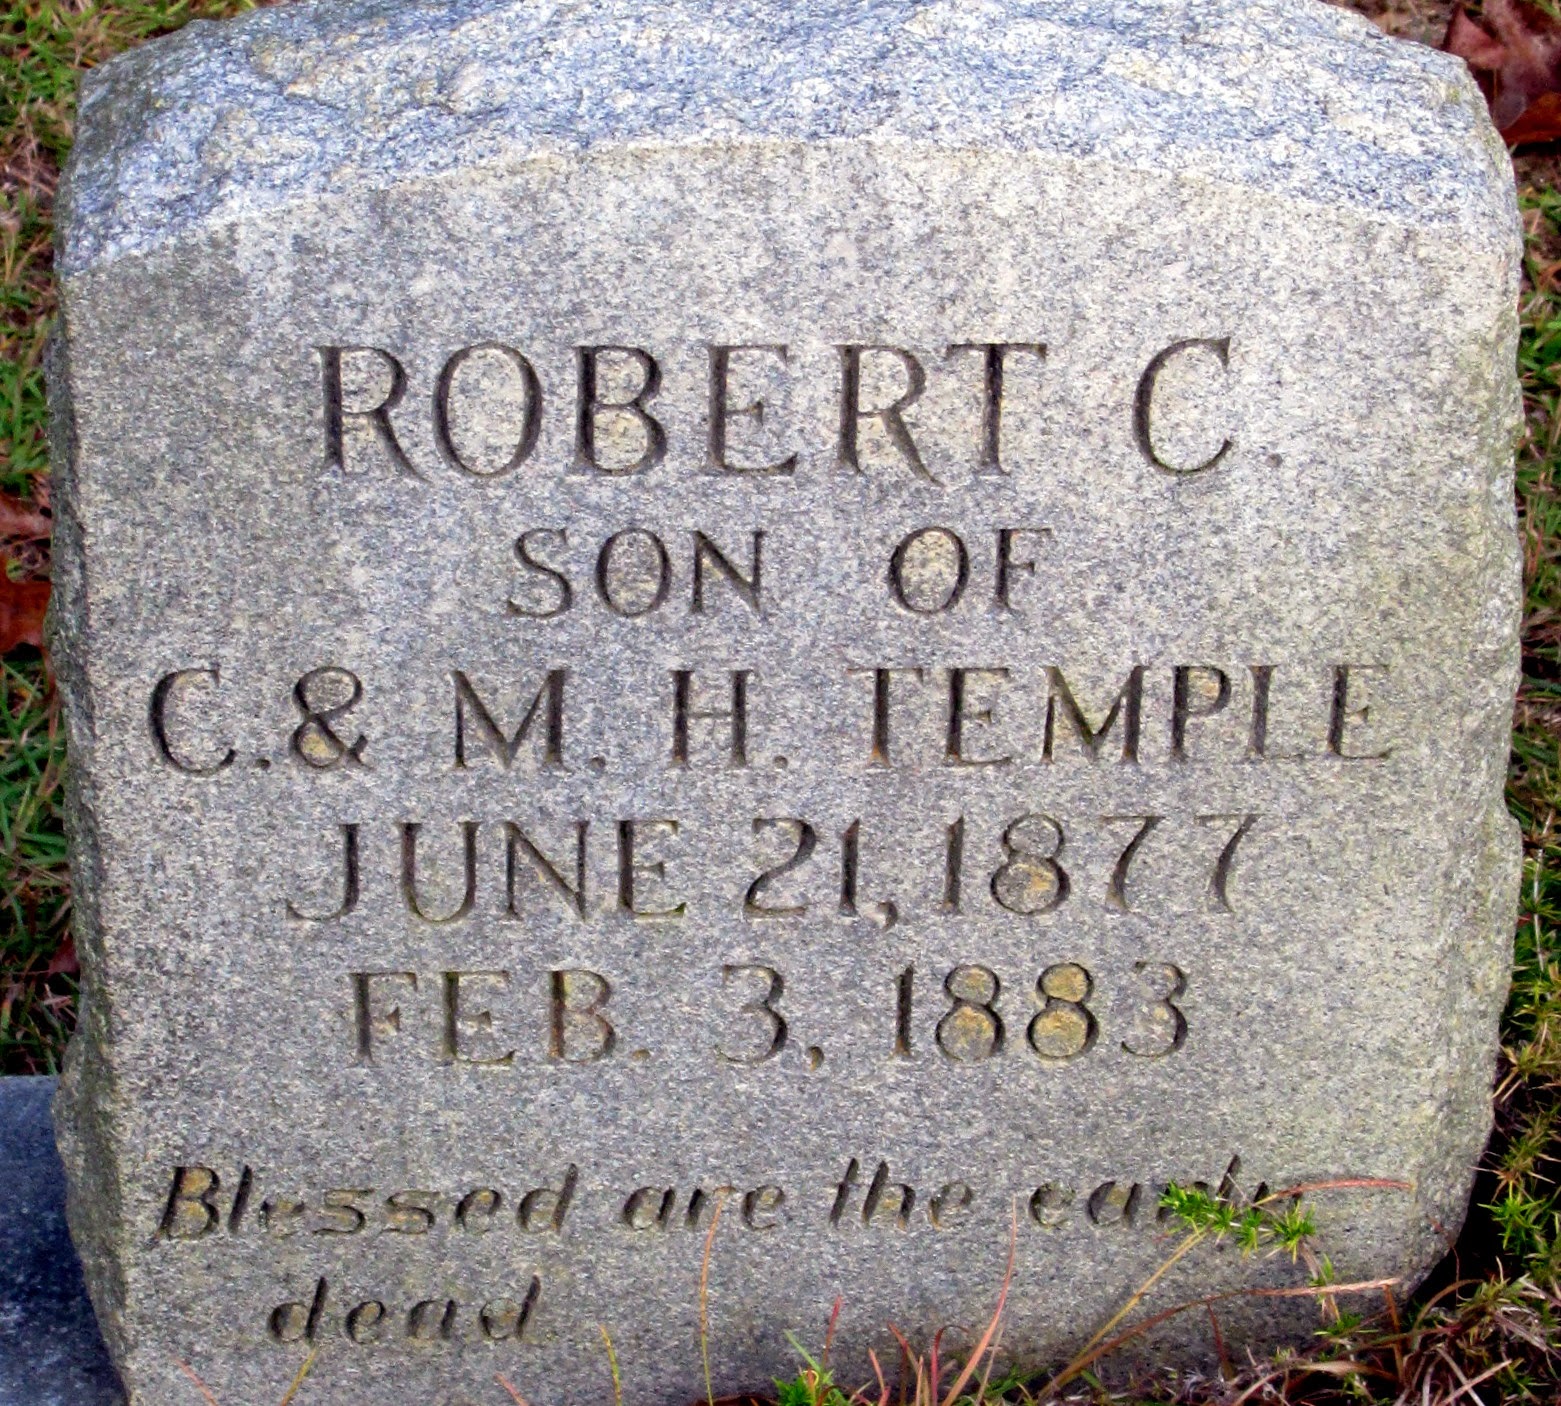 ROBERT C.
SON OF
C. & M. H. TEMPLE
JUNE 21, 1877
FEB. 3, 1883
Blessed are the early
dead